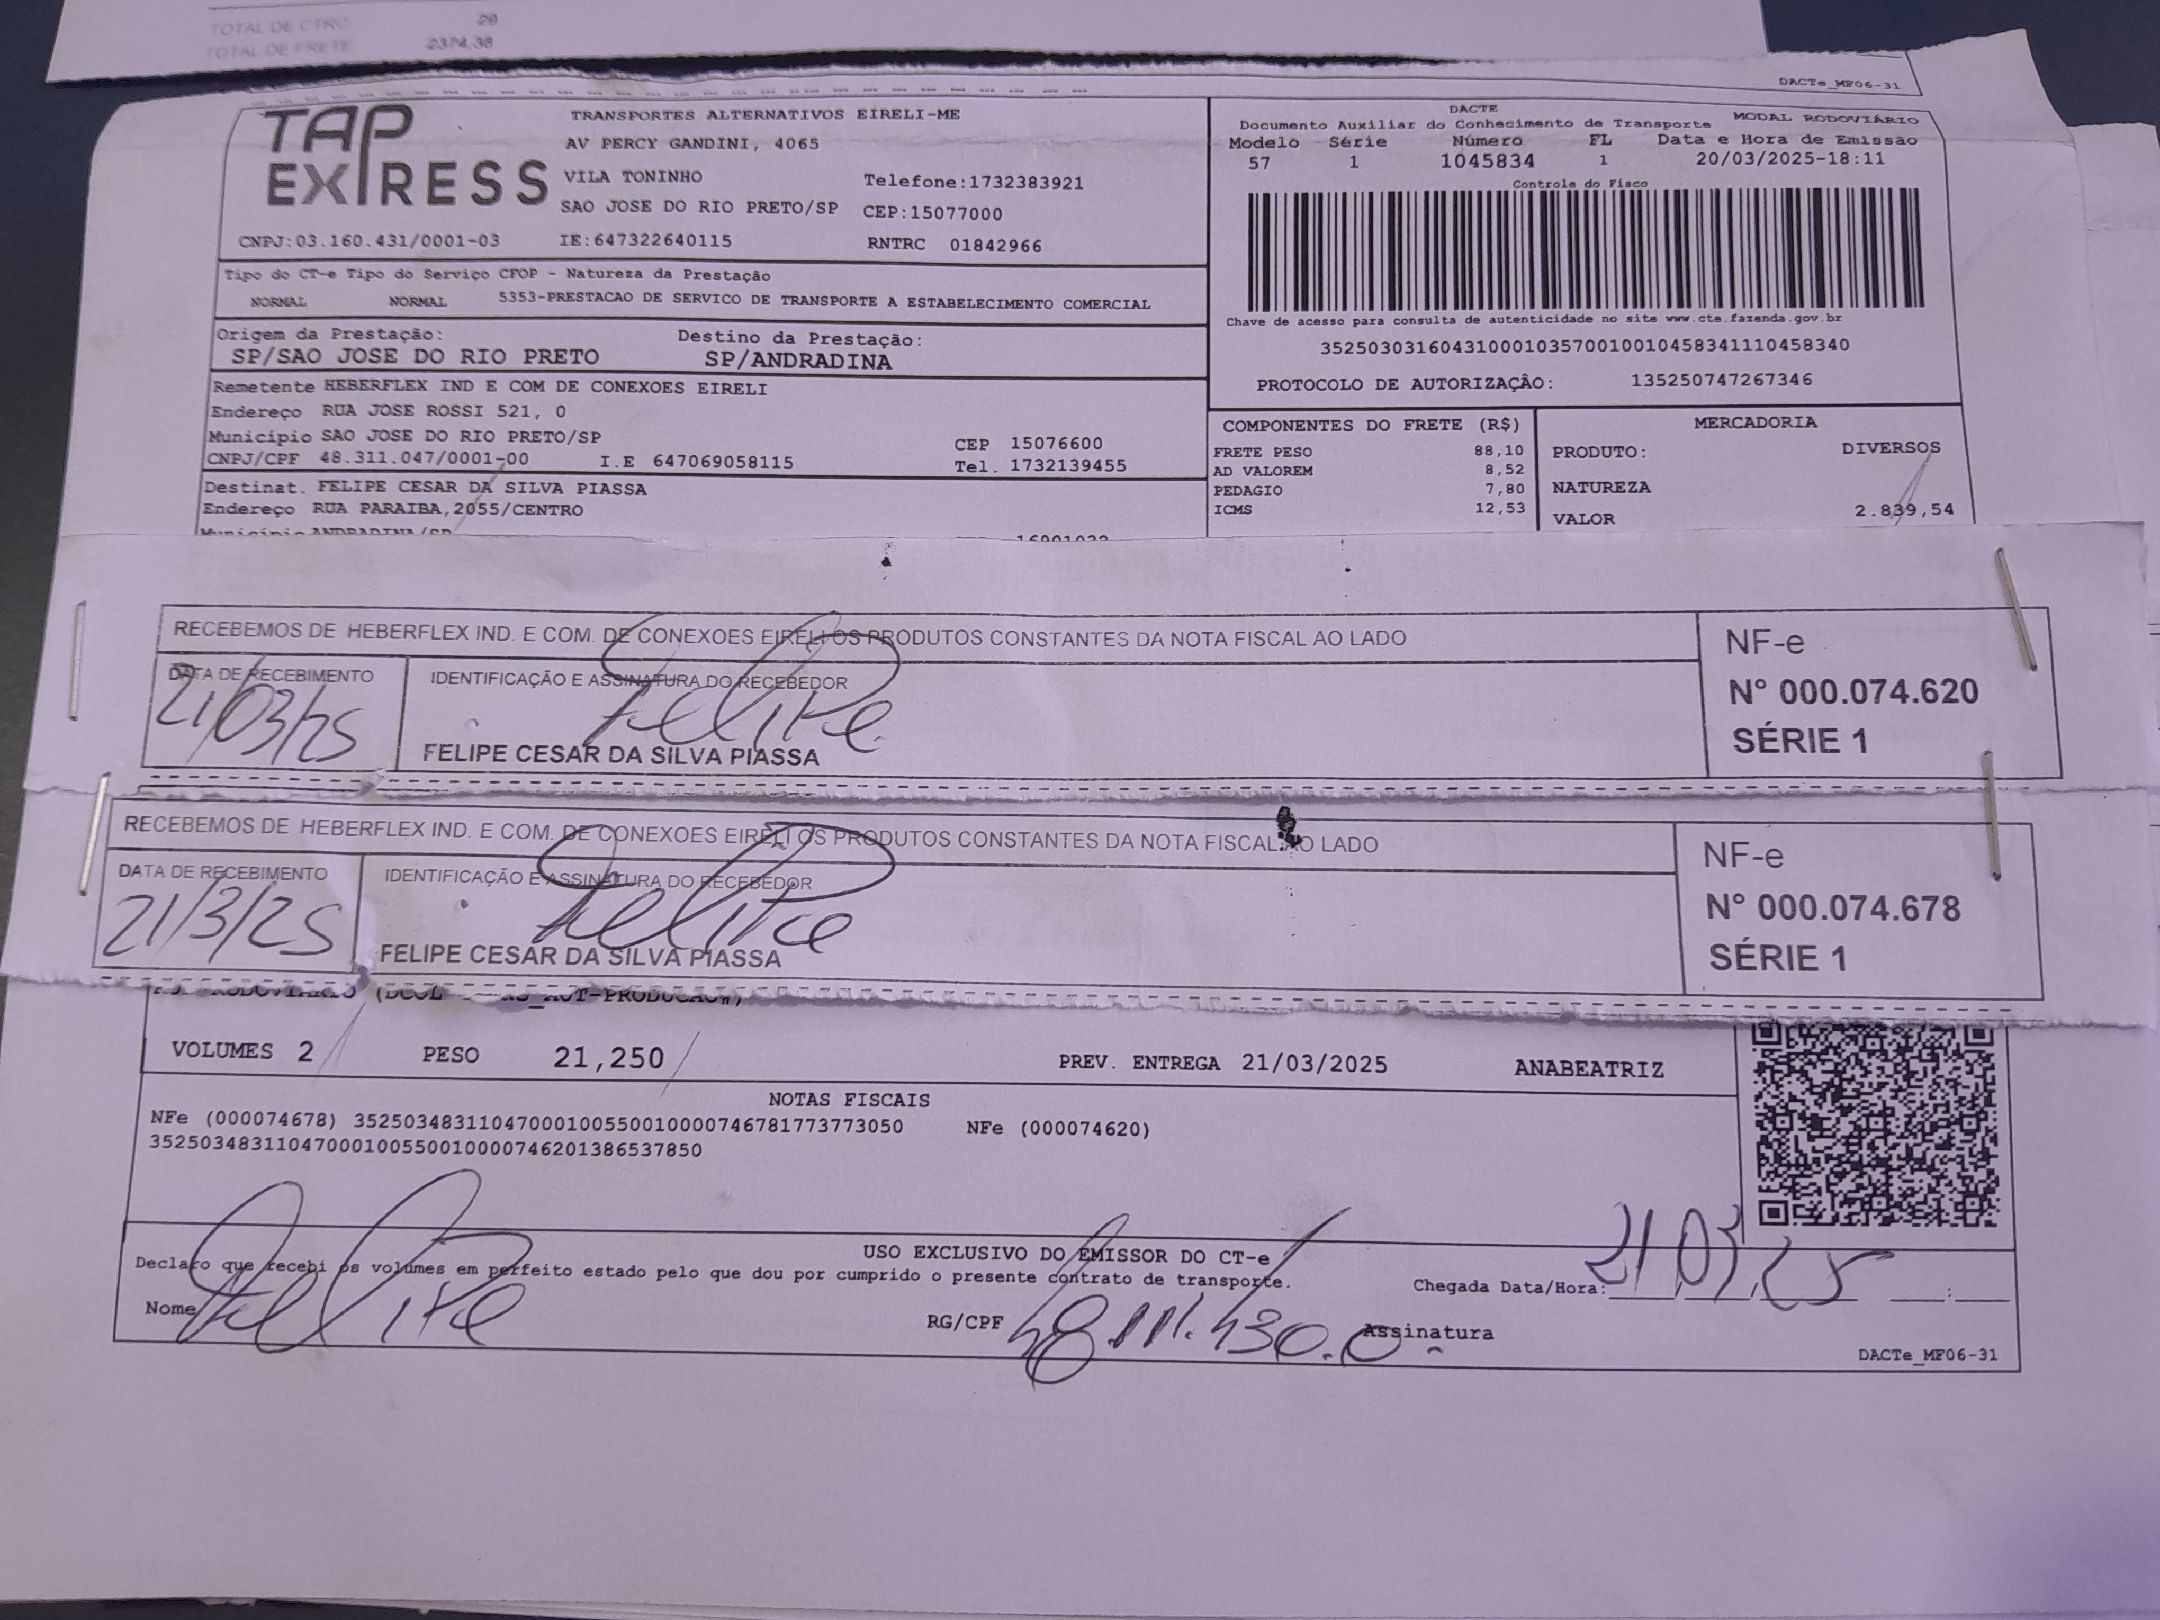 TOTAL DE CTRC 29
TOTAL DE FRETE 2374.38
DACTe_MF06-31
TAP EXPRESS
TRANSPORTES ALTERNATIVOS EIRELI-ME
AV PERCY GANDINI, 4065
VILA TONINHO Telefone:1732383921
SAO JOSE DO RIO PRETO/SP CEP:15077000
CNPJ:03.160.431/0001-03 IE:647322640115 RNTRC 01842966
DACTE MODAL RODOVIÁRIO
Documento Auxiliar do Conhecimento de Transporte
Modelo Série Número FL Data e Hora de Emissão
57 1 1045834 1 20/03/2025-18:11
Controle do Fisco
Chave de acesso para consulta de autenticidade no site www.cte.fazenda.gov.br
35250303160431000103570010010458341110458340
PROTOCOLO DE AUTORIZAÇÂO: 135250747267346
Tipo do CT-e Tipo do Serviço CFOP - Natureza da Prestação
NORMAL NORMAL 5353-PRESTACAO DE SERVICO DE TRANSPORTE A ESTABELECIMENTO COMERCIAL
Origem da Prestação: Destino da Prestação:
SP/SAO JOSE DO RIO PRETO SP/ANDRADINA
Remetente HEBERFLEX IND E COM DE CONEXOES EIRELI
Endereço RUA JOSE ROSSI 521, 0
Município SAO JOSE DO RIO PRETO/SP CEP 15076600
CNPJ/CPF 48.311.047/0001-00 I.E 647069058115 Tel. 1732139455
Destinat. FELIPE CESAR DA SILVA PIASSA
Endereço RUA PARAIBA,2055/CENTRO
Município ANDRADINA/SP 16901022
COMPONENTES DO FRETE (R$)
FRETE PESO 88,10
AD VALOREM 8,52
PEDAGIO 7,80
ICMS 12,53
MERCADORIA
PRODUTO: DIVERSOS
NATUREZA
VALOR 2.839,54
RECEBEMOS DE HEBERFLEX IND. E COM. DE CONEXOES EIRELI OS PRODUTOS CONSTANTES DA NOTA FISCAL AO LADO
DATA DE RECEBIMENTO IDENTIFICAÇÃO E ASSINATURA DO RECEBEDOR
21/03/25 Felipe
FELIPE CESAR DA SILVA PIASSA
NF-e
N° 000.074.620
SÉRIE 1
RECEBEMOS DE HEBERFLEX IND. E COM. DE CONEXOES EIRELI OS PRODUTOS CONSTANTES DA NOTA FISCAL AO LADO
DATA DE RECEBIMENTO IDENTIFICAÇÃO E ASSINATURA DO RECEBEDOR
21/3/25 Felipe
FELIPE CESAR DA SILVA PIASSA
NF-e
N° 000.074.678
SÉRIE 1
VOLUMES 2 PESO 21,250 PREV. ENTREGA 21/03/2025 ANABEATRIZ
NOTAS FISCAIS
NFe (000074678) 35250348311047000100550010000746781773773050 NFe (000074620)
35250348311047000100550010000746201386537850
USO EXCLUSIVO DO EMISSOR DO CT-e
Declaro que recebi os volumes em perfeito estado pelo que dou por cumprido o presente contrato de transporte.
Chegada Data/Hora: 21 03 25 :
Nome Felipe RG/CPF 48.111.430.0 Assinatura
DACTe_MF06-31